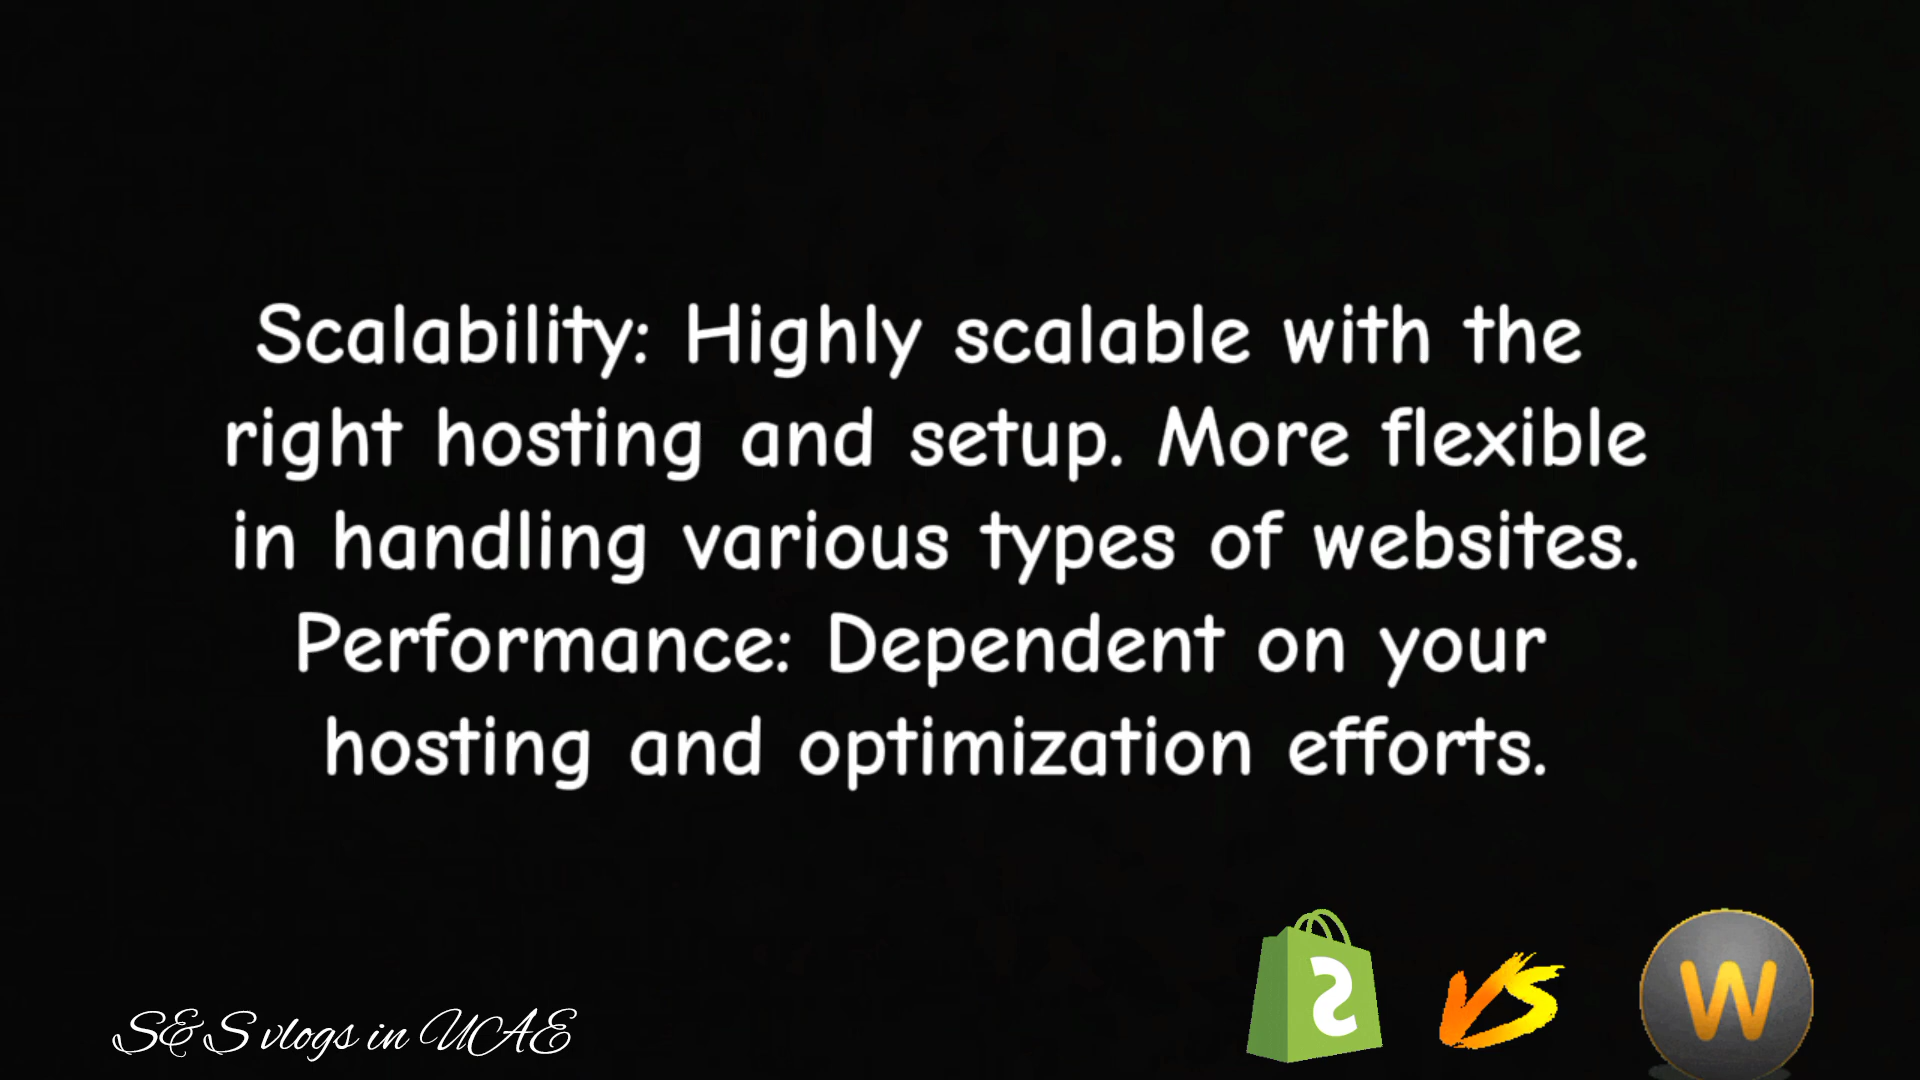 Scalability: Highly scalable with the
right hosting and setup. More flexible
in handling various types of websites.
Performance: Dependent on your
hosting and optimization efforts.
S VS W
S&S vlogs in UAE